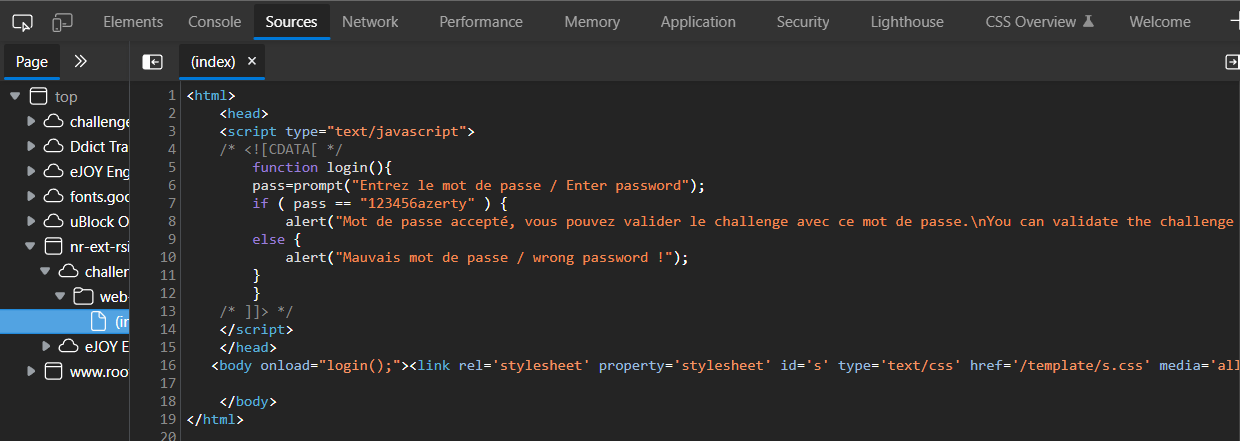 Elements Console Sources Network Performance Memory Application Security Lighthouse CSS Overview Welcome
Page (index) ×
top
challenge
Ddict Tra
eJOY Eng
fonts.goo
uBlock O
nr-ext-rsi
challer
web-
(ir
eJOY E
www.roo
1 <html>
2 <head>
3 <script type="text/javascript">
4 /* <![CDATA[ */
5 function login(){
6 pass=prompt("Entrez le mot de passe / Enter password");
7 if ( pass == "123456azerty" ) {
8 alert("Mot de passe accepté, vous pouvez valider le challenge avec ce mot de passe.\nYou can validate the challenge
9 else {
10 alert("Mauvais mot de passe / wrong password !");
11 }
12 }
13 /* ]]> */
14 </script>
15 </head>
16 <body onload="login();"><link rel='stylesheet' property='stylesheet' id='s' type='text/css' href='/template/s.css' media='all
17
18 </body>
19 </html>
20